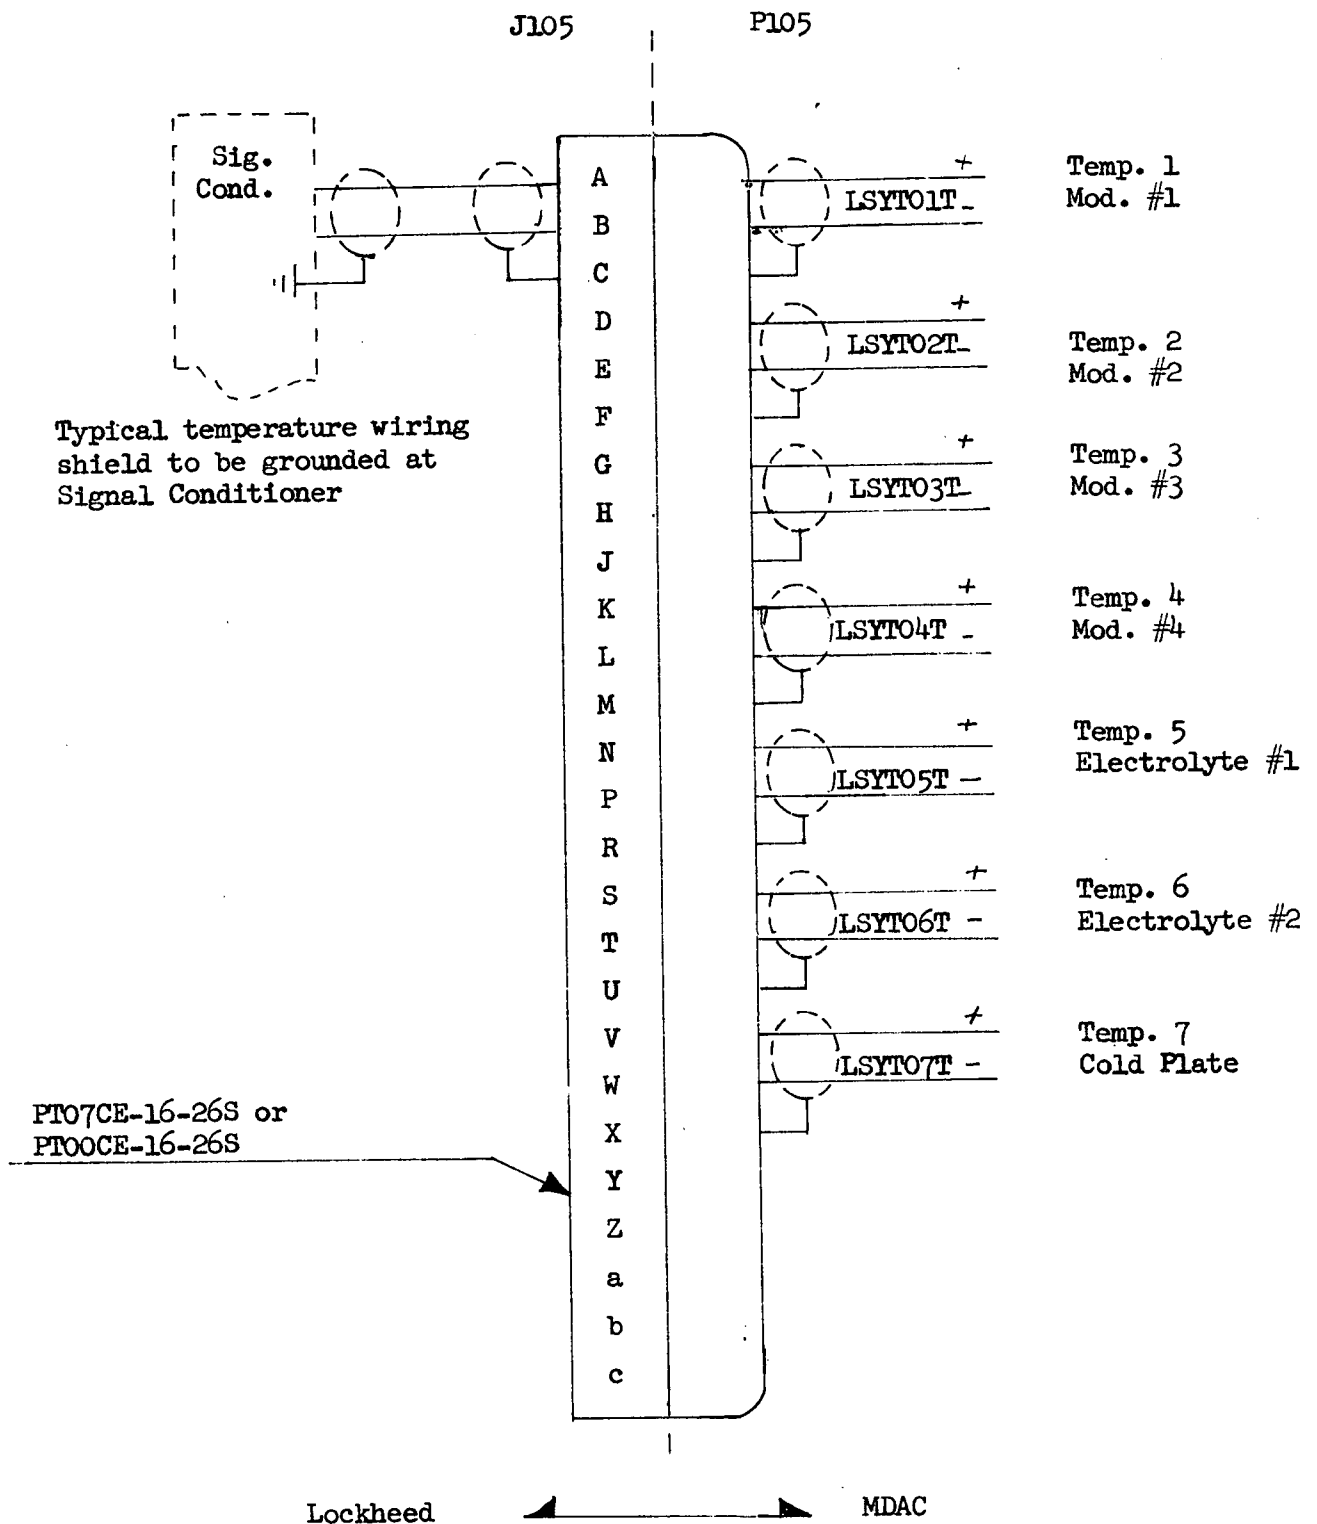 J105
P105
Sig.
Cond.
A
B
C
D
E
F
G
H
J
K
L
M
N
P
R
S
T
U
V
W
X
Y
Z
a
b
c
+
LSYT01T -
Temp. 1
Mod. #1
+
LSYT02T-
Temp. 2
Mod. #2
+
LSYT03T-
Temp. 3
Mod. #3
+
LSYT04T -
Temp. 4
Mod. #4
+
LSYT05T -
Temp. 5
Electrolyte #1
+
LSYT06T -
Temp. 6
Electrolyte #2
+
LSYT07T -
Temp. 7
Cold Plate
Typical temperature wiring
shield to be grounded at
Signal Conditioner
PT07CE-16-26S or
PT00CE-16-26S
Lockheed
MDAC